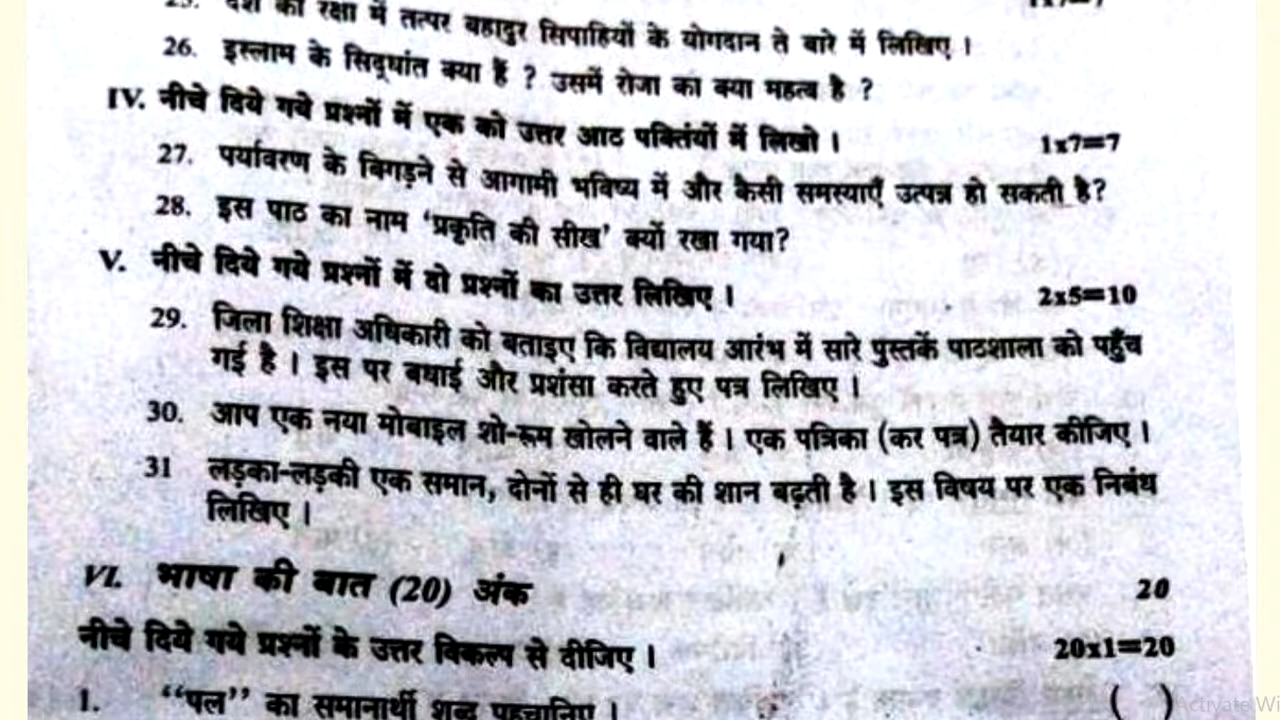 25. देश की रक्षा में तत्पर बहादुर सिपाहियों के योगदान ते बारे में लिखिए ।
26. इस्लाम के सिद्धांत क्या हैं ? उसमें रोजा का क्या महत्व है ?
IV. नीचे दिये गये प्रश्नों में एक को उत्तर आठ पक्तिंयों में लिखो । 1x7=7
27. पर्यावरण के बिगड़ने से आगामी भविष्य में और कैसी समस्याएँ उत्पन्न हो सकती है?
28. इस पाठ का नाम ‘प्रकृति की सीख’ क्यों रखा गया?
V. नीचे दिये गये प्रश्नों में दो प्रश्नों का उत्तर लिखिए । 2x5=10
29. जिला शिक्षा अधिकारी को बताइए कि विद्यालय आरंभ में सारे पुस्तकें पाठशाला को पहुँच
गई है । इस पर बधाई और प्रशंसा करते हुए पत्र लिखिए ।
30. आप एक नया मोबाइल शो-रूम खोलने वाले हैं । एक पत्रिका (कर पत्र) तैयार कीजिए ।
31 लड़का-लड़की एक समान, दोनों से ही घर की शान बढ़ती है । इस विषय पर एक निबंध
लिखिए ।
VI. भाषा की बात (20) अंक 20
नीचे दिये गये प्रश्नों के उत्तर विकल्प से दीजिए । 20x1=20
1. “पल” का समानार्थी शब्द पहचानिए । ( )
Activate Wi